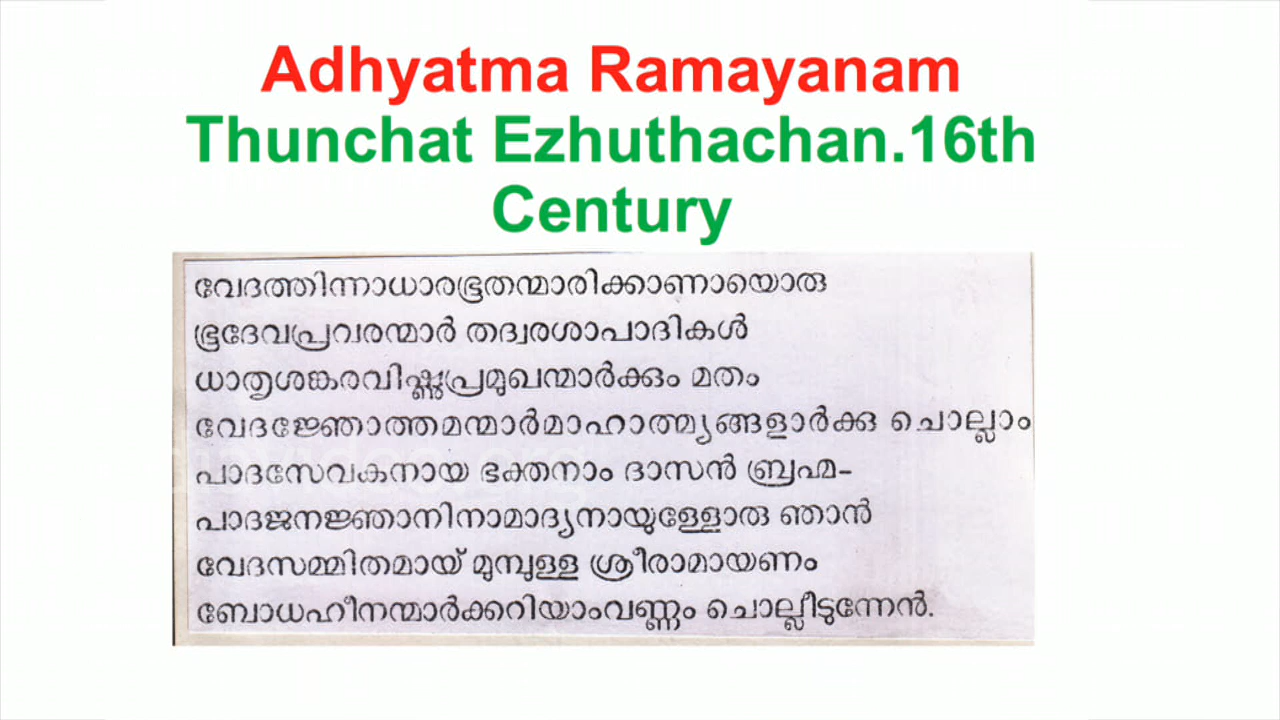 Adhyatma Ramayanam
Thunchat Ezhuthachan.16th
Century
വേദത്തിന്നാധാരഭൂതന്മാരിക്കാണായൊരു
ഭൂദേവപ്രവരന്മാർ തദ്വരശാപാദികൾ
ധാതൃശങ്കരവിഷ്ണുപ്രമുഖന്മാർക്കും മതം
വേദജ്ഞോത്തമന്മാർമാഹാത്മ്യങ്ങളാർക്കു ചൊല്ലാം
പാദസേവകനായ ഭക്തനാം ദാസൻ ബ്രഹ്മ-
പാദജനജ്ഞാനിനാമാദ്യനായുള്ളോരു ഞാൻ
വേദസമ്മിതമായ് മുമ്പുള്ള ശ്രീരാമായണം
ബോധഹീനന്മാർക്കറിയാംവണ്ണം ചൊല്ലീടുന്നേൻ.